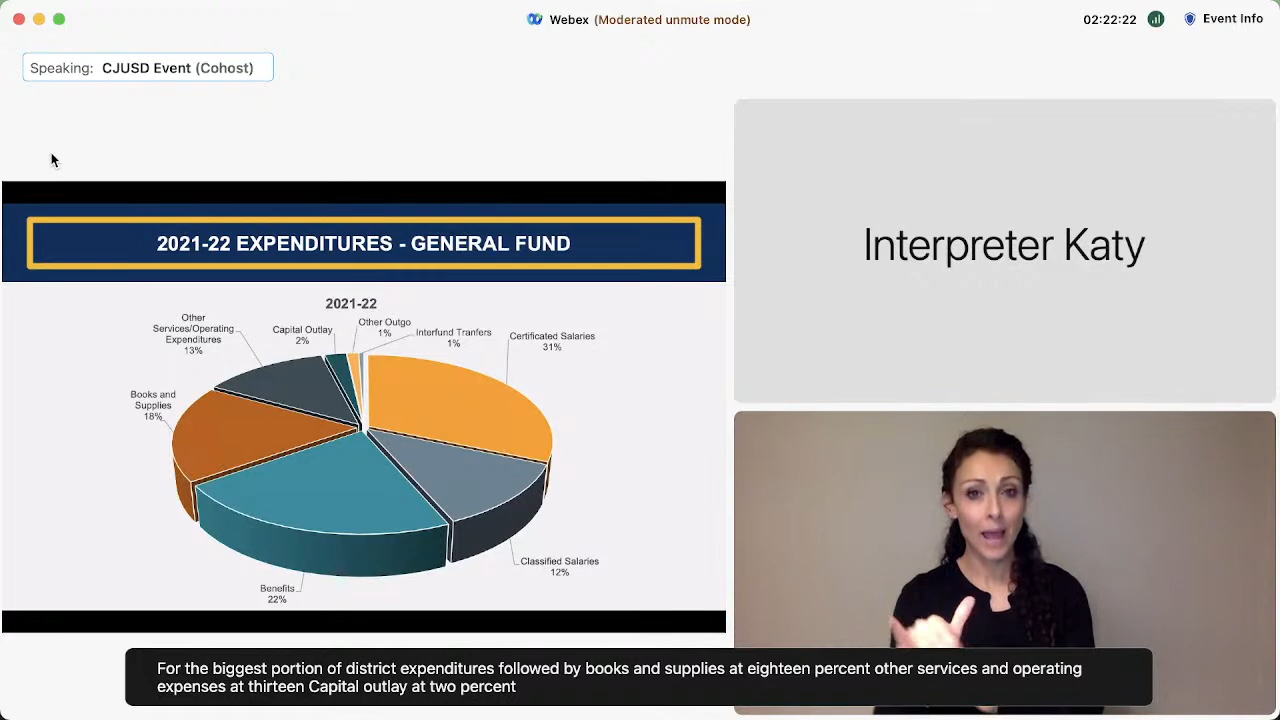 Webex (Moderated unmute mode)
02:22:22
Event Info
Speaking: CJUSD Event (Cohost)
2021-22 EXPENDITURES - GENERAL FUND
2021-22
Other
Services/Operating
Expenditures
13%
Capital Outlay
2%
Other Outgo
1%
Interfund Tranfers
1%
Certificated Salaries
31%
Books and
Supplies
18%
Classified Salaries
12%
Benefits
22%
Interpreter Katy
For the biggest portion of district expenditures followed by books and supplies at eighteen percent other services and operating
expenses at thirteen Capital outlay at two percent